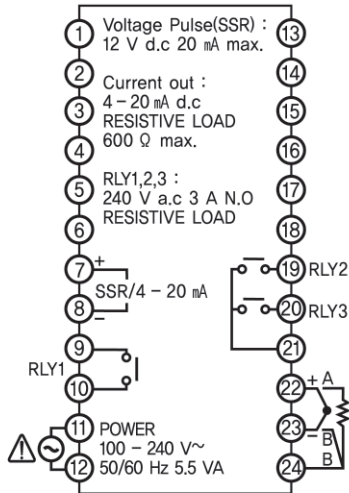 1 Voltage Pulse(SSR) : 13
12 V d.c 20 mA max.
2 14
Current out :
3 4 – 20 mA d.c 15
RESISTIVE LOAD
4 600 Ω max. 16
RLY1,2,3 :
5 240 V a.c 3 A N.O 17
RESISTIVE LOAD
6 18
7 + 19 RLY2
SSR/4 – 20 mA
8 – 20 RLY3
9 21
RLY1
10 22 + A
11 POWER 23 – B
100 – 240 V~
12 50/60 Hz 5.5 VA 24 B